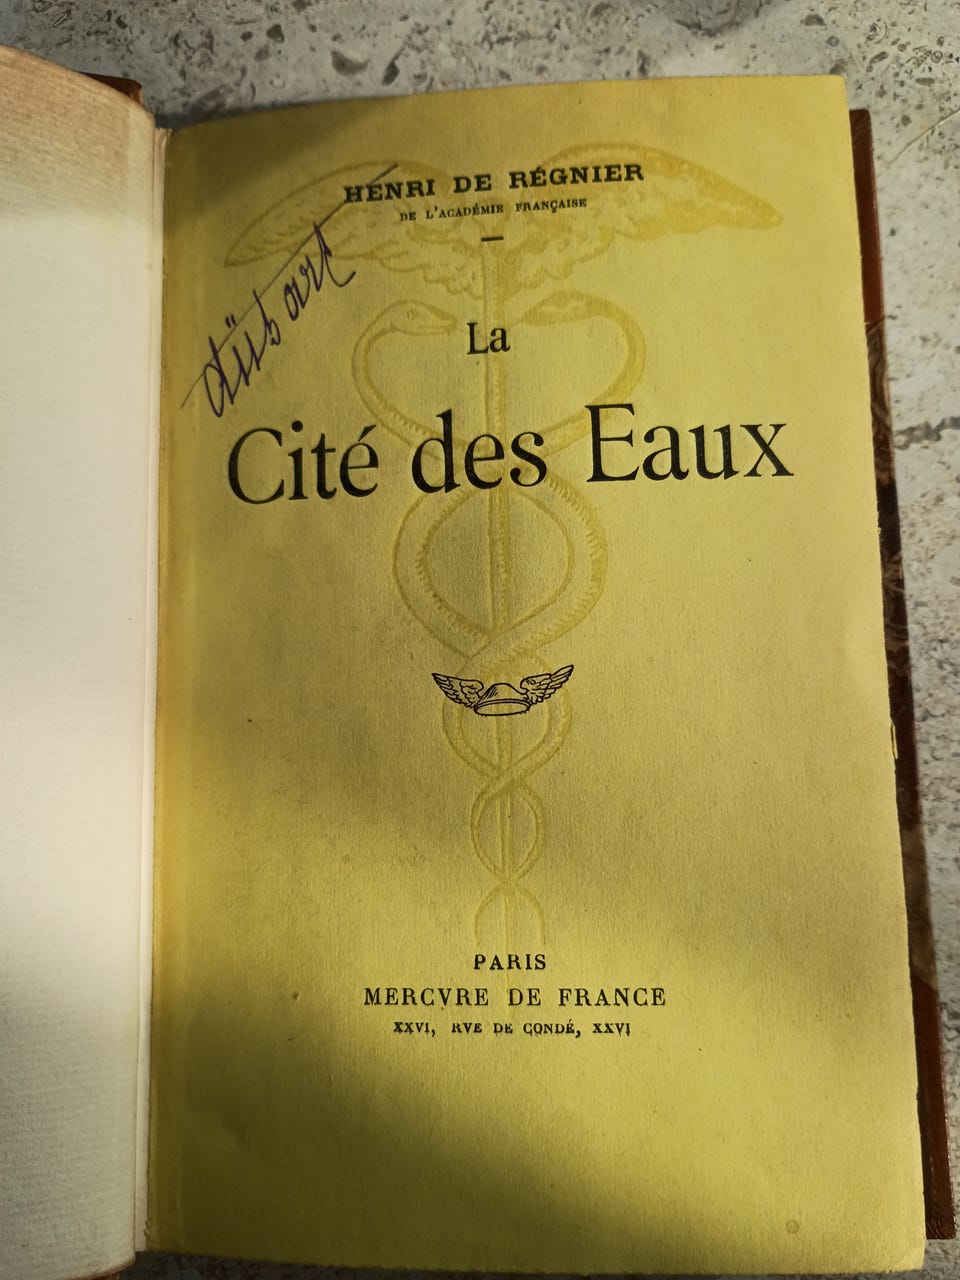 HENRI DE RÉGNIER
DE L'ACADÉMIE FRANÇAISE
La
Cité des Eaux
PARIS
MERCVRE DE FRANCE
XXVI, RVE DE CONDÉ, XXVI